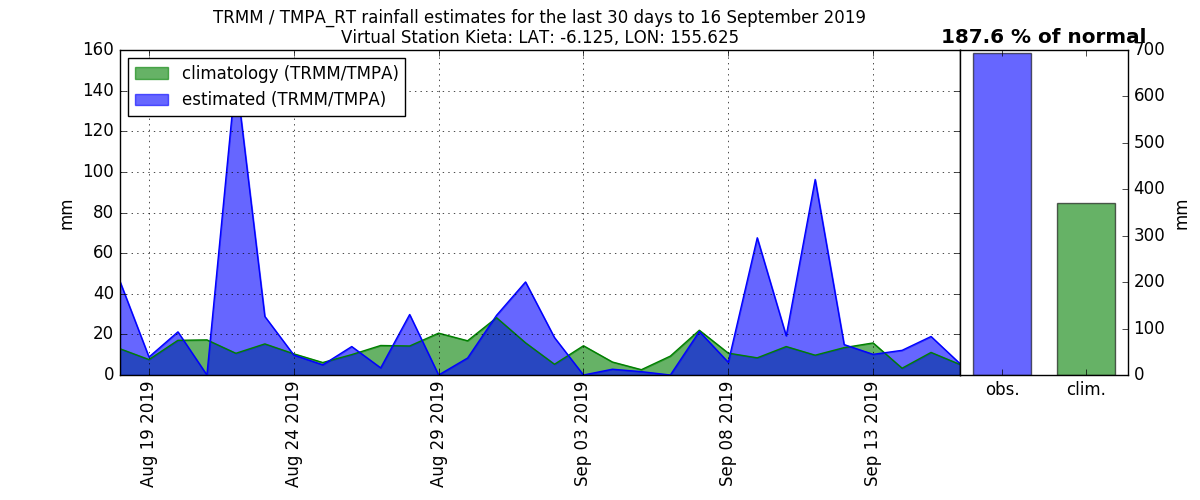 TRMM / TMPA_RT rainfall estimates for the last 30 days to 16 September 2019
Virtual Station Kieta: LAT: -6.125, LON: 155.625
187.6 % of normal
climatology (TRMM/TMPA)
estimated (TRMM/TMPA)
mm
160
140
120
100
80
60
40
20
0
Aug 19 2019
Aug 24 2019
Aug 29 2019
Sep 03 2019
Sep 08 2019
Sep 13 2019
700
600
500
400
300
200
100
0
mm
obs.
clim.